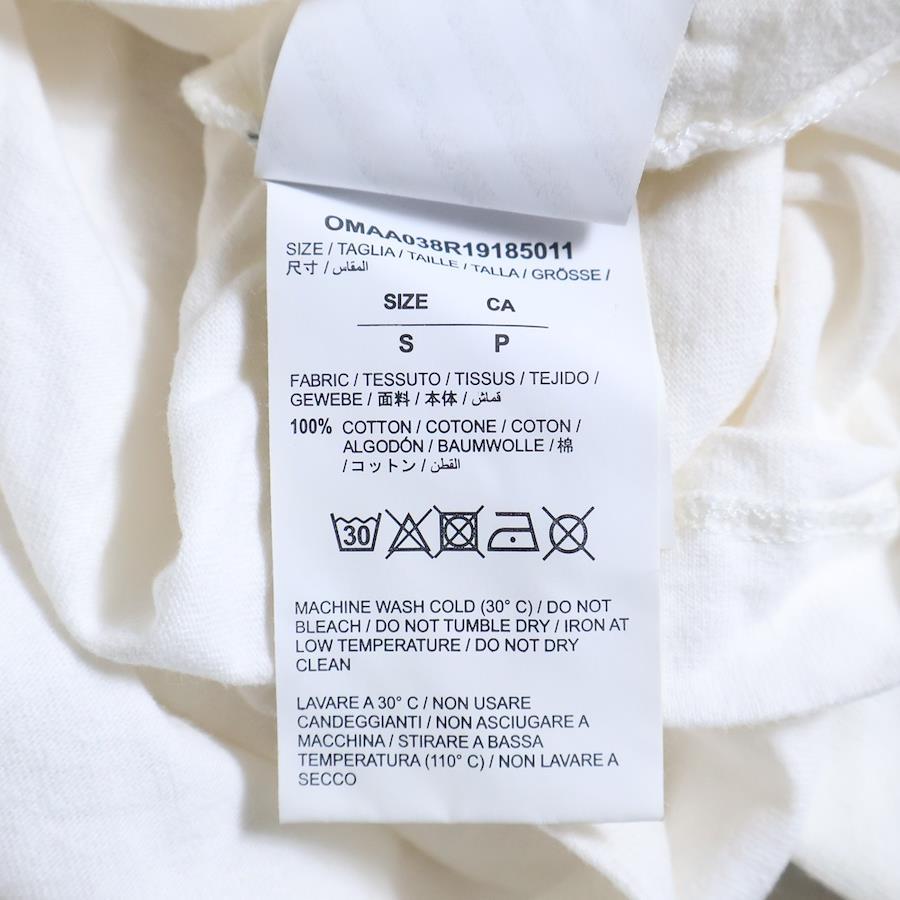 OMAA038R19185011
SIZE / TAGLIA / TAILLE / TALLA / GRÖSSE /
尺寸 / المقاس
SIZE CA
S P
FABRIC / TESSUTO / TISSUS / TEJIDO /
GEWEBE / 面料 / 本体 / قماش
100% COTTON / COTONE / COTON /
ALGODÓN / BAUMWOLLE / 棉
/ コットン / القطن
30
MACHINE WASH COLD (30° C) / DO NOT
BLEACH / DO NOT TUMBLE DRY / IRON AT
LOW TEMPERATURE / DO NOT DRY
CLEAN
LAVARE A 30° C / NON USARE
CANDEGGIANTI / NON ASCIUGARE A
MACCHINA / STIRARE A BASSA
TEMPERATURA (110° C) / NON LAVARE A
SECCO